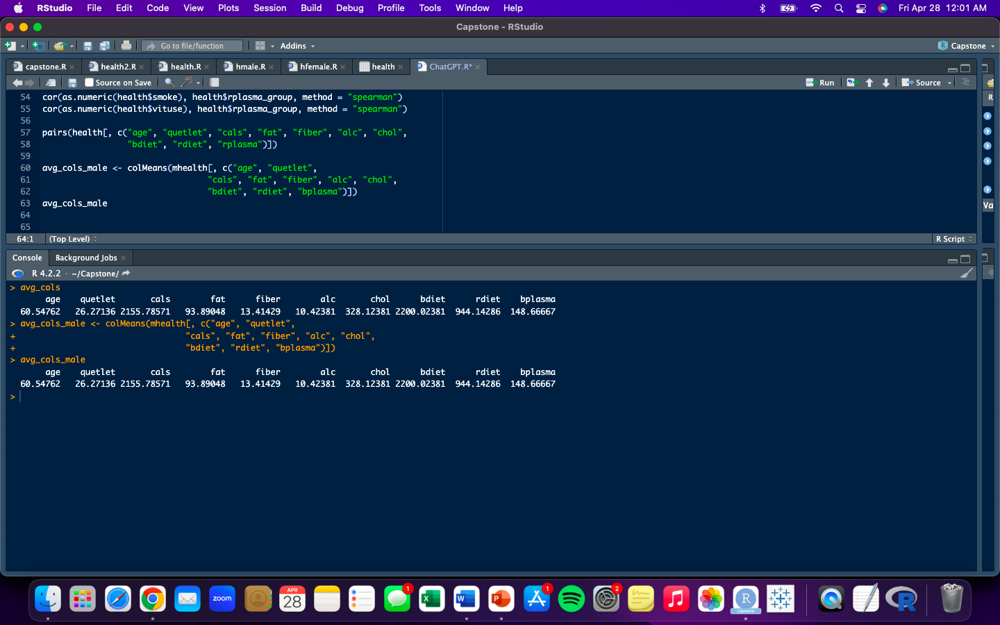 RStudio File Edit Code View Plots Session Build Debug Profile Tools Window Help Fri Apr 28 12:01 AM
Capstone - RStudio
Go to file/function Addins Capstone
capstone.R health2.R health.R hmale.R hfemale.R health ChatGPT.R*
Source on Save Run Source
R
54 cor(as.numeric(health$smoke), health$rplasma_group, method = "spearman")
55 cor(as.numeric(health$vituse), health$rplasma_group, method = "spearman")
56
57 pairs(health[, c("age", "quetlet", "cals", "fat", "fiber", "alc", "chol",
58 "bdiet", "rdiet", "rplasma")])
59
60 avg_cols_male <- colMeans(mhealth[, c("age", "quetlet",
61 "cals", "fat", "fiber", "alc", "chol",
62 "bdiet", "rdiet", "bplasma")])
63 avg_cols_male
64
65
Va
64:1 (Top Level) R Script
Console Background Jobs
R 4.2.2 · ~/Capstone/
> avg_cols
age quetlet cals fat fiber alc chol bdiet rdiet bplasma
60.54762 26.27136 2155.78571 93.89048 13.41429 10.42381 328.12381 2200.02381 944.14286 148.66667
> avg_cols_male <- colMeans(mhealth[, c("age", "quetlet",
+ "cals", "fat", "fiber", "alc", "chol",
+ "bdiet", "rdiet", "bplasma")])
> avg_cols_male
age quetlet cals fat fiber alc chol bdiet rdiet bplasma
60.54762 26.27136 2155.78571 93.89048 13.41429 10.42381 328.12381 2200.02381 944.14286 148.66667
>
zoom APR 28 1 X W P 1 2 R Capstone R